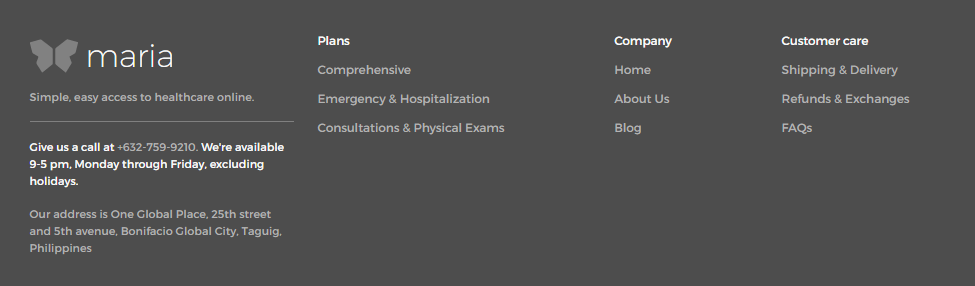 maria
Simple, easy access to healthcare online.
Give us a call at +632-759-9210. We're available
9-5 pm, Monday through Friday, excluding
holidays.
Our address is One Global Place, 25th street
and 5th avenue, Bonifacio Global City, Taguig,
Philippines
Plans
Comprehensive
Emergency & Hospitalization
Consultations & Physical Exams
Company
Home
About Us
Blog
Customer care
Shipping & Delivery
Refunds & Exchanges
FAQs